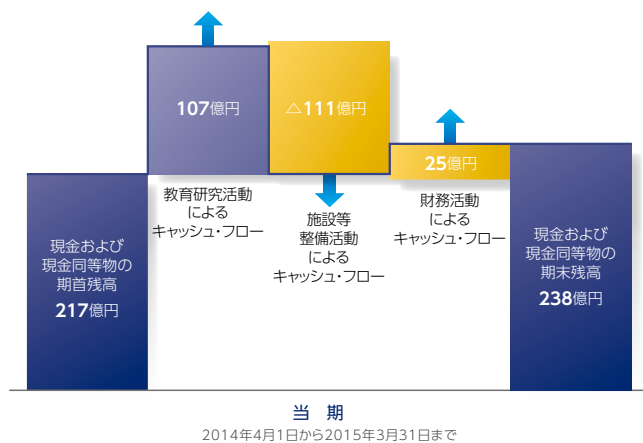 107億円
△111億円
25億円
教育研究活動
による
キャッシュ・フロー
施設等
整備活動
による
キャッシュ・フロー
財務活動
による
キャッシュ・フロー
現金および
現金同等物の
期首残高
217億円
現金および
現金同等物の
期末残高
238億円
当 期
2014年4月1日から2015年3月31日まで